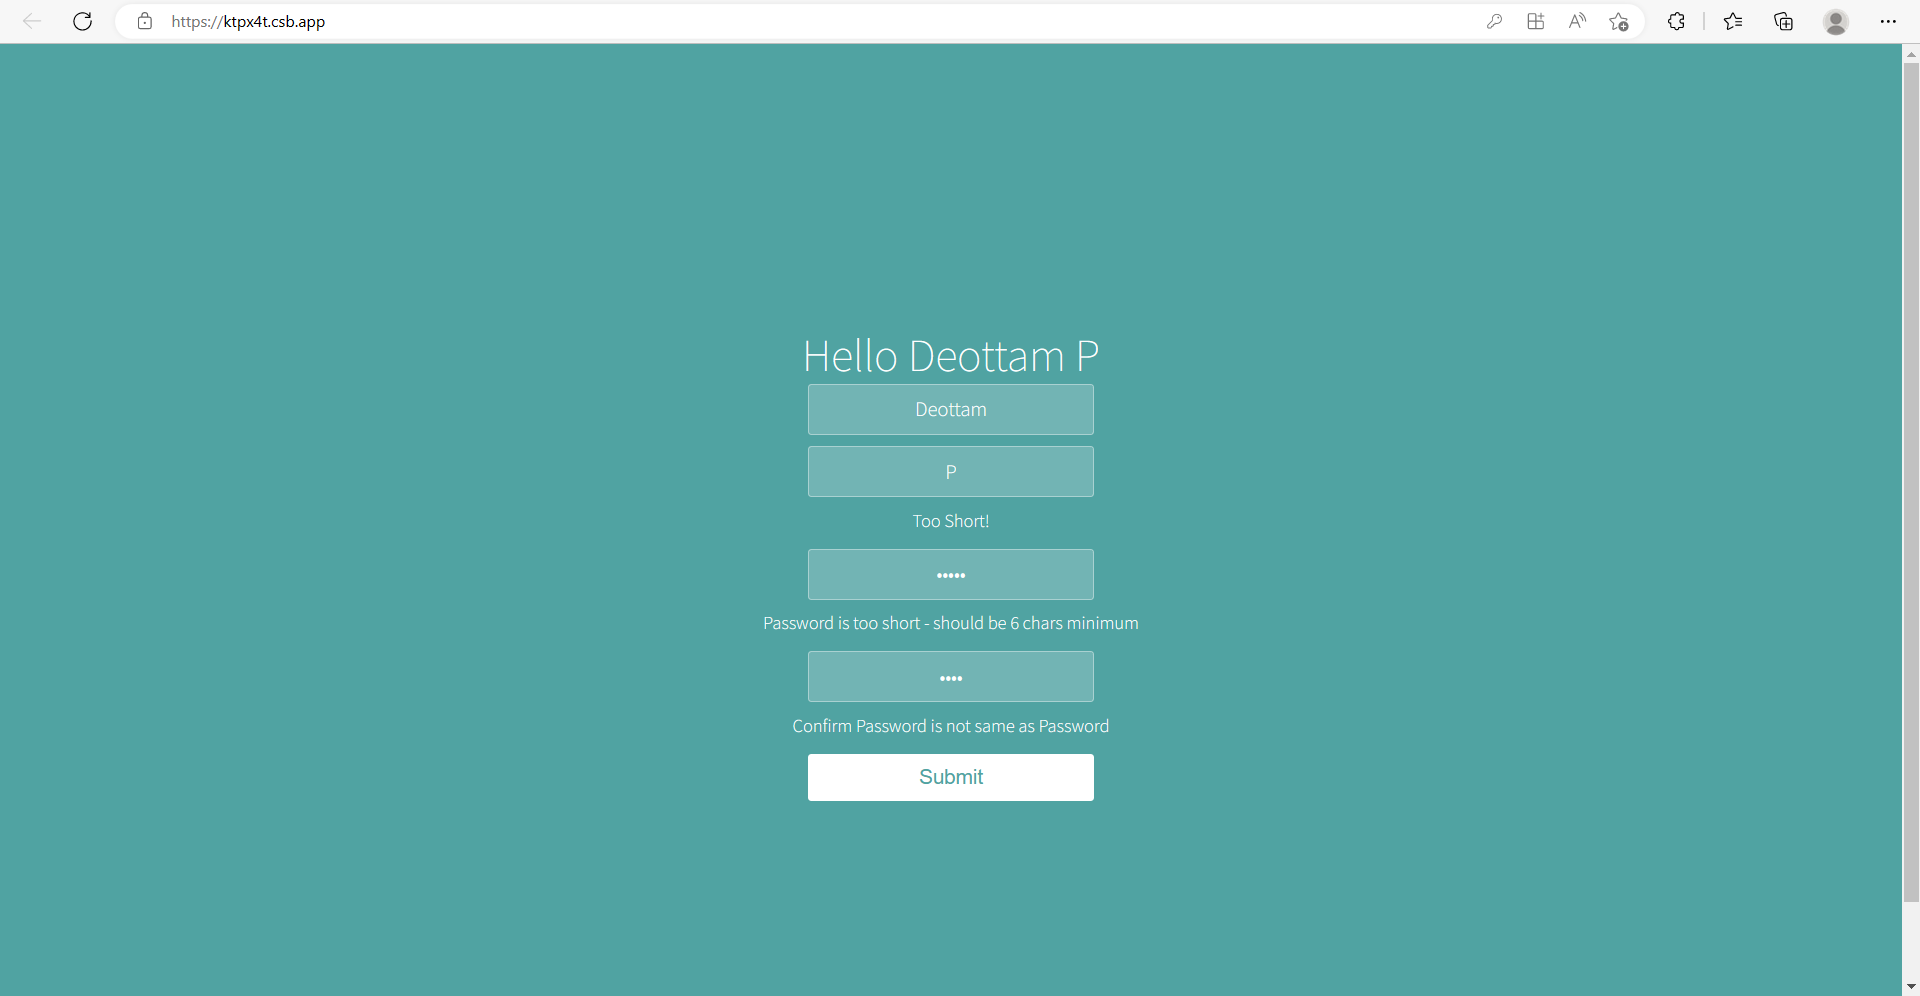 https://ktpx4t.csb.app
Hello Deottam P
Deottam
P
Too Short!
•••••
Password is too short - should be 6 chars minimum
••••
Confirm Password is not same as Password
Submit